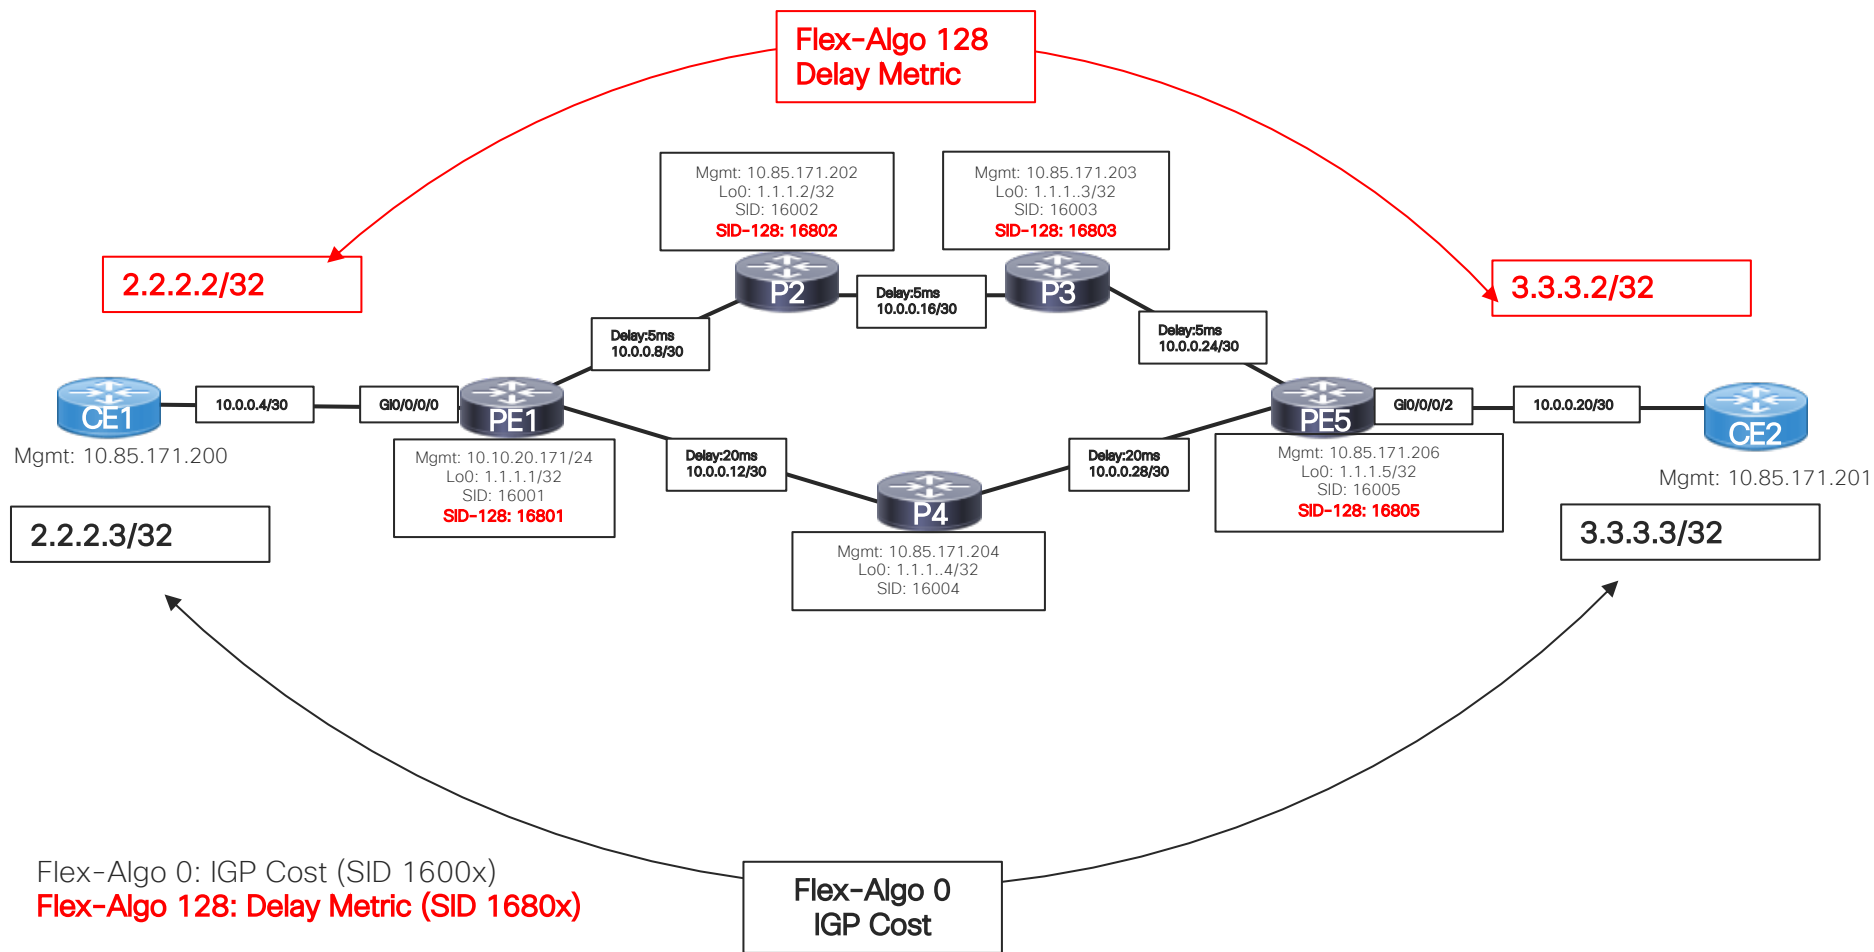 Flex-Algo 128
Delay Metric
Mgmt: 10.85.171.202
Lo0: 1.1.1.2/32
SID: 16002
SID-128: 16802
Mgmt: 10.85.171.203
Lo0: 1.1.1..3/32
SID: 16003
SID-128: 16803
2.2.2.2/32
3.3.3.2/32
P2
Delay:5ms
10.0.0.16/30
P3
Delay:5ms
10.0.0.8/30
Delay:5ms
10.0.0.24/30
CE1
10.0.0.4/30
GI0/0/0/0
PE1
PE5
GI0/0/0/2
10.0.0.20/30
CE2
Mgmt: 10.85.171.200
Mgmt: 10.10.20.171/24
Lo0: 1.1.1.1/32
SID: 16001
SID-128: 16801
Delay:20ms
10.0.0.12/30
Delay:20ms
10.0.0.28/30
Mgmt: 10.85.171.206
Lo0: 1.1.1.5/32
SID: 16005
SID-128: 16805
Mgmt: 10.85.171.201
P4
Mgmt: 10.85.171.204
Lo0: 1.1.1..4/32
SID: 16004
2.2.2.3/32
3.3.3.3/32
Flex-Algo 0: IGP Cost (SID 1600x)
Flex-Algo 128: Delay Metric (SID 1680x)
Flex-Algo 0
IGP Cost